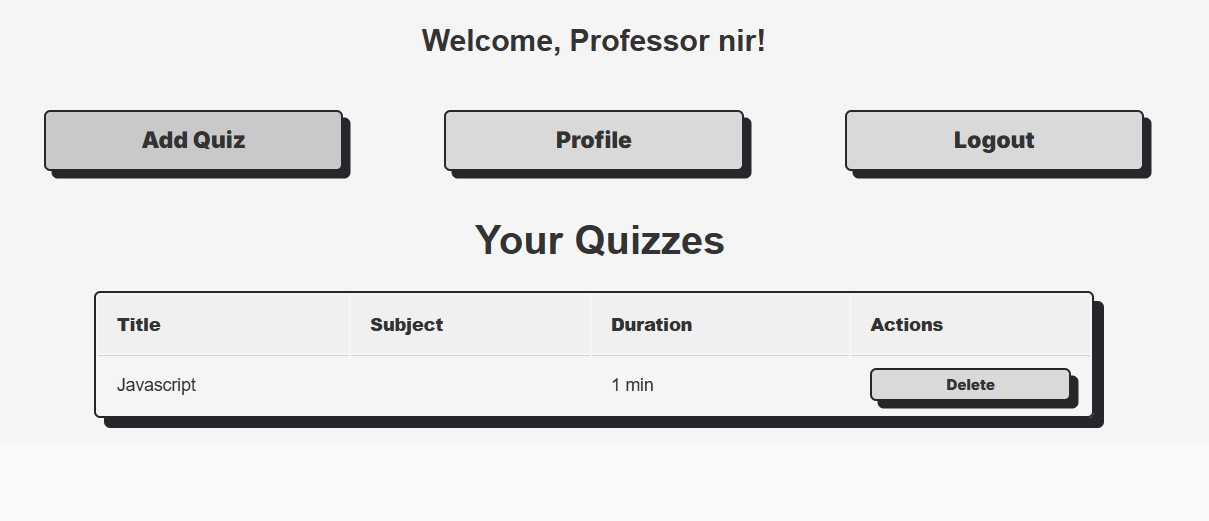 Welcome, Professor nir!
Add Quiz Profile Logout
Your Quizzes
Title Subject Duration Actions
Javascript 1 min Delete